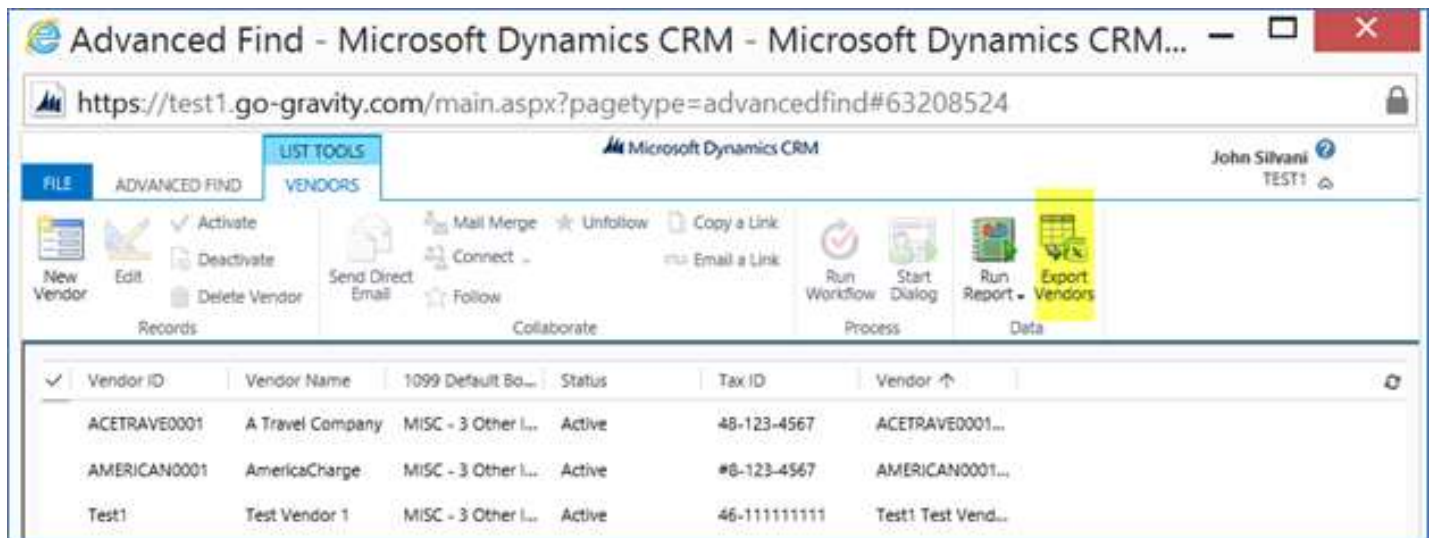 Advanced Find - Microsoft Dynamics CRM - Microsoft Dynamics CRM...
https://test1.go-gravity.com/main.aspx?pagetype=advancedfind#63208524
LIST TOOLS
Microsoft Dynamics CRM
John Silvani
TEST1
FILE ADVANCED FIND VENDORS
New Vendor
Edit
Activate
Deactivate
Delete Vendor
Send Direct Email
Mail Merge
Connect
Follow
Unfollow
Copy a Link
Email a Link
Run Workflow
Start Dialog
Run Report
Export Vendors
Records Collaborate Process Data
Vendor ID Vendor Name 1099 Default Bo... Status Tax ID Vendor
ACETRAVE0001 A Travel Company MISC - 3 Other I... Active 48-123-4567 ACETRAVE0001...
AMERICAN0001 AmericaCharge MISC - 3 Other I... Active #8-123-4567 AMERICAN0001...
Test1 Test Vendor 1 MISC - 3 Other I... Active 46-111111111 Test1 Test Vend...